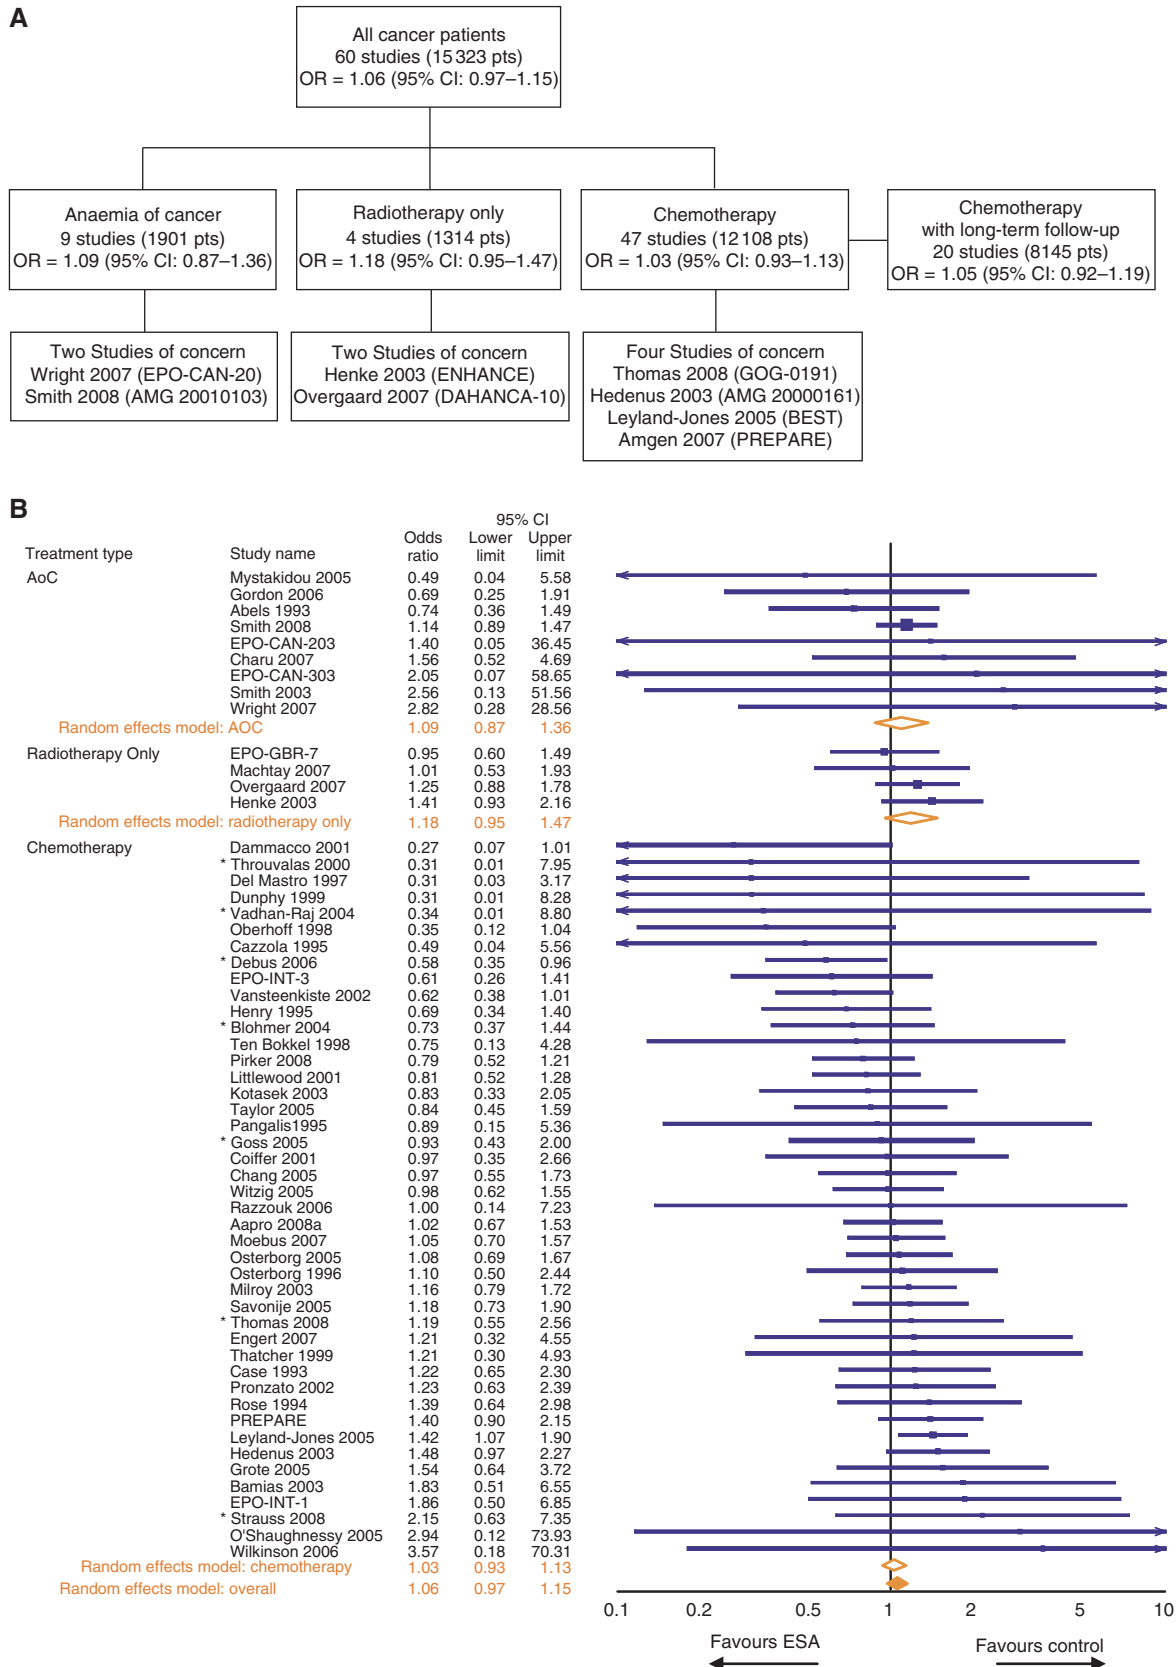 A
All cancer patients
60 studies (15 323 pts)
OR = 1.06 (95% CI: 0.97–1.15)
Anaemia of cancer
9 studies (1901 pts)
OR = 1.09 (95% CI: 0.87–1.36)
Radiotherapy only
4 studies (1314 pts)
OR = 1.18 (95% CI: 0.95–1.47)
Chemotherapy
47 studies (12 108 pts)
OR = 1.03 (95% CI: 0.93–1.13)
Chemotherapy
with long-term follow-up
20 studies (8145 pts)
OR = 1.05 (95% CI: 0.92–1.19)
Two Studies of concern
Wright 2007 (EPO-CAN-20)
Smith 2008 (AMG 20010103)
Two Studies of concern
Henke 2003 (ENHANCE)
Overgaard 2007 (DAHANCA-10)
Four Studies of concern
Thomas 2008 (GOG-0191)
Hedenus 2003 (AMG 20000161)
Leyland-Jones 2005 (BEST)
Amgen 2007 (PREPARE)
B
95% CI
Odds Lower Upper
Treatment type Study name ratio limit limit
AoC Mystakidou 2005 0.49 0.04 5.58
Gordon 2006 0.69 0.25 1.91
Abels 1993 0.74 0.36 1.49
Smith 2008 1.14 0.89 1.47
EPO-CAN-203 1.40 0.05 36.45
Charu 2007 1.56 0.52 4.69
EPO-CAN-303 2.05 0.07 58.65
Smith 2003 2.56 0.13 51.56
Wright 2007 2.82 0.28 28.56
Random effects model: AOC 1.09 0.87 1.36
Radiotherapy Only EPO-GBR-7 0.95 0.60 1.49
Machtay 2007 1.01 0.53 1.93
Overgaard 2007 1.25 0.88 1.78
Henke 2003 1.41 0.93 2.16
Random effects model: radiotherapy only 1.18 0.95 1.47
Chemotherapy Dammacco 2001 0.27 0.07 1.01
* Throuvalas 2000 0.31 0.01 7.95
Del Mastro 1997 0.31 0.03 3.17
Dunphy 1999 0.31 0.01 8.28
* Vadhan-Raj 2004 0.34 0.01 8.80
Oberhoff 1998 0.35 0.12 1.04
Cazzola 1995 0.49 0.04 5.56
* Debus 2006 0.58 0.35 0.96
EPO-INT-3 0.61 0.26 1.41
Vansteenkiste 2002 0.62 0.38 1.01
Henry 1995 0.69 0.34 1.40
* Blohmer 2004 0.73 0.37 1.44
Ten Bokkel 1998 0.75 0.13 4.28
Pirker 2008 0.79 0.52 1.21
Littlewood 2001 0.81 0.52 1.28
Kotasek 2003 0.83 0.33 2.05
Taylor 2005 0.84 0.45 1.59
Pangalis1995 0.89 0.15 5.36
* Goss 2005 0.93 0.43 2.00
Coiffer 2001 0.97 0.35 2.66
Chang 2005 0.97 0.55 1.73
Witzig 2005 0.98 0.62 1.55
Razzouk 2006 1.00 0.14 7.23
Aapro 2008a 1.02 0.67 1.53
Moebus 2007 1.05 0.70 1.57
Osterborg 2005 1.08 0.69 1.67
Osterborg 1996 1.10 0.50 2.44
Milroy 2003 1.16 0.79 1.72
Savonije 2005 1.18 0.73 1.90
* Thomas 2008 1.19 0.55 2.56
Engert 2007 1.21 0.32 4.55
Thatcher 1999 1.21 0.30 4.93
Case 1993 1.22 0.65 2.30
Pronzato 2002 1.23 0.63 2.39
Rose 1994 1.39 0.64 2.98
PREPARE 1.40 0.90 2.15
Leyland-Jones 2005 1.42 1.07 1.90
Hedenus 2003 1.48 0.97 2.27
Grote 2005 1.54 0.64 3.72
Bamias 2003 1.83 0.51 6.55
EPO-INT-1 1.86 0.50 6.85
* Strauss 2008 2.15 0.63 7.35
O'Shaughnessy 2005 2.94 0.12 73.93
Wilkinson 2006 3.57 0.18 70.31
Random effects model: chemotherapy 1.03 0.93 1.13
Random effects model: overall 1.06 0.97 1.15
0.1 0.2 0.5 1 2 5 10
Favours ESA Favours control